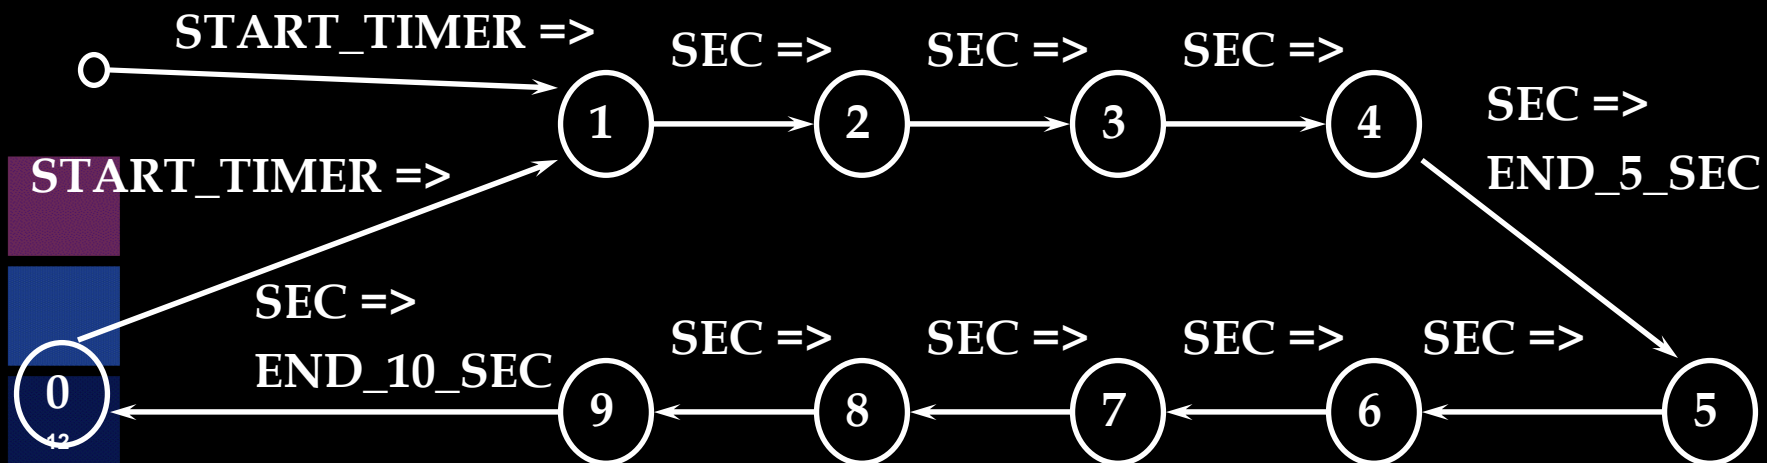 START_TIMER =>
SEC =>
SEC =>
SEC =>
1
2
3
4
SEC =>
END_5_SEC
START_TIMER =>
SEC =>
END_10_SEC
SEC =>
SEC =>
SEC =>
SEC =>
0
9
8
7
6
5
12